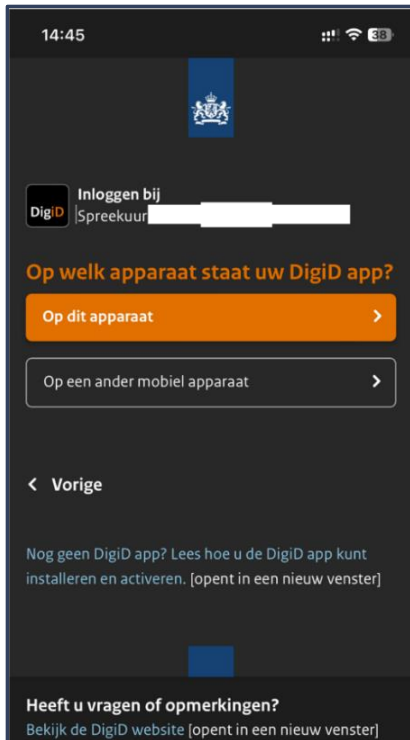 14:45
38
DigiD
Inloggen bij
Spreekuur
Op welk apparaat staat uw DigiD app?
Op dit apparaat
Op een ander mobiel apparaat
Vorige
Nog geen DigiD app? Lees hoe u de DigiD app kunt
installeren en activeren. [opent in een nieuw venster]
Heeft u vragen of opmerkingen?
Bekijk de DigiD website [opent in een nieuw venster]